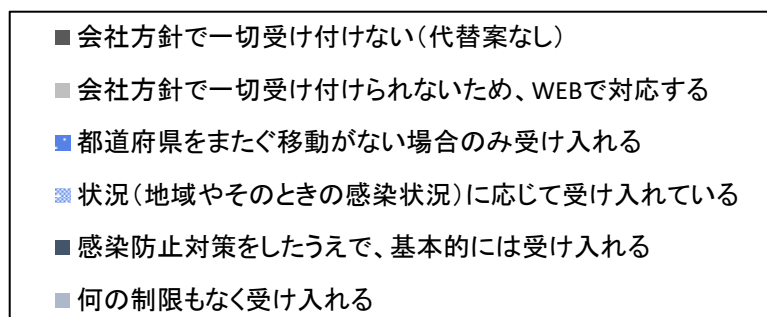 会社方針で一切受け付けない（代替案なし）
会社方針で一切受け付けられないため、WEBで対応する
都道府県をまたぐ移動がない場合のみ受け入れる
状況（地域やそのときの感染状況）に応じて受け入れている
感染防止対策をしたうえで、基本的には受け入れる
何の制限もなく受け入れる